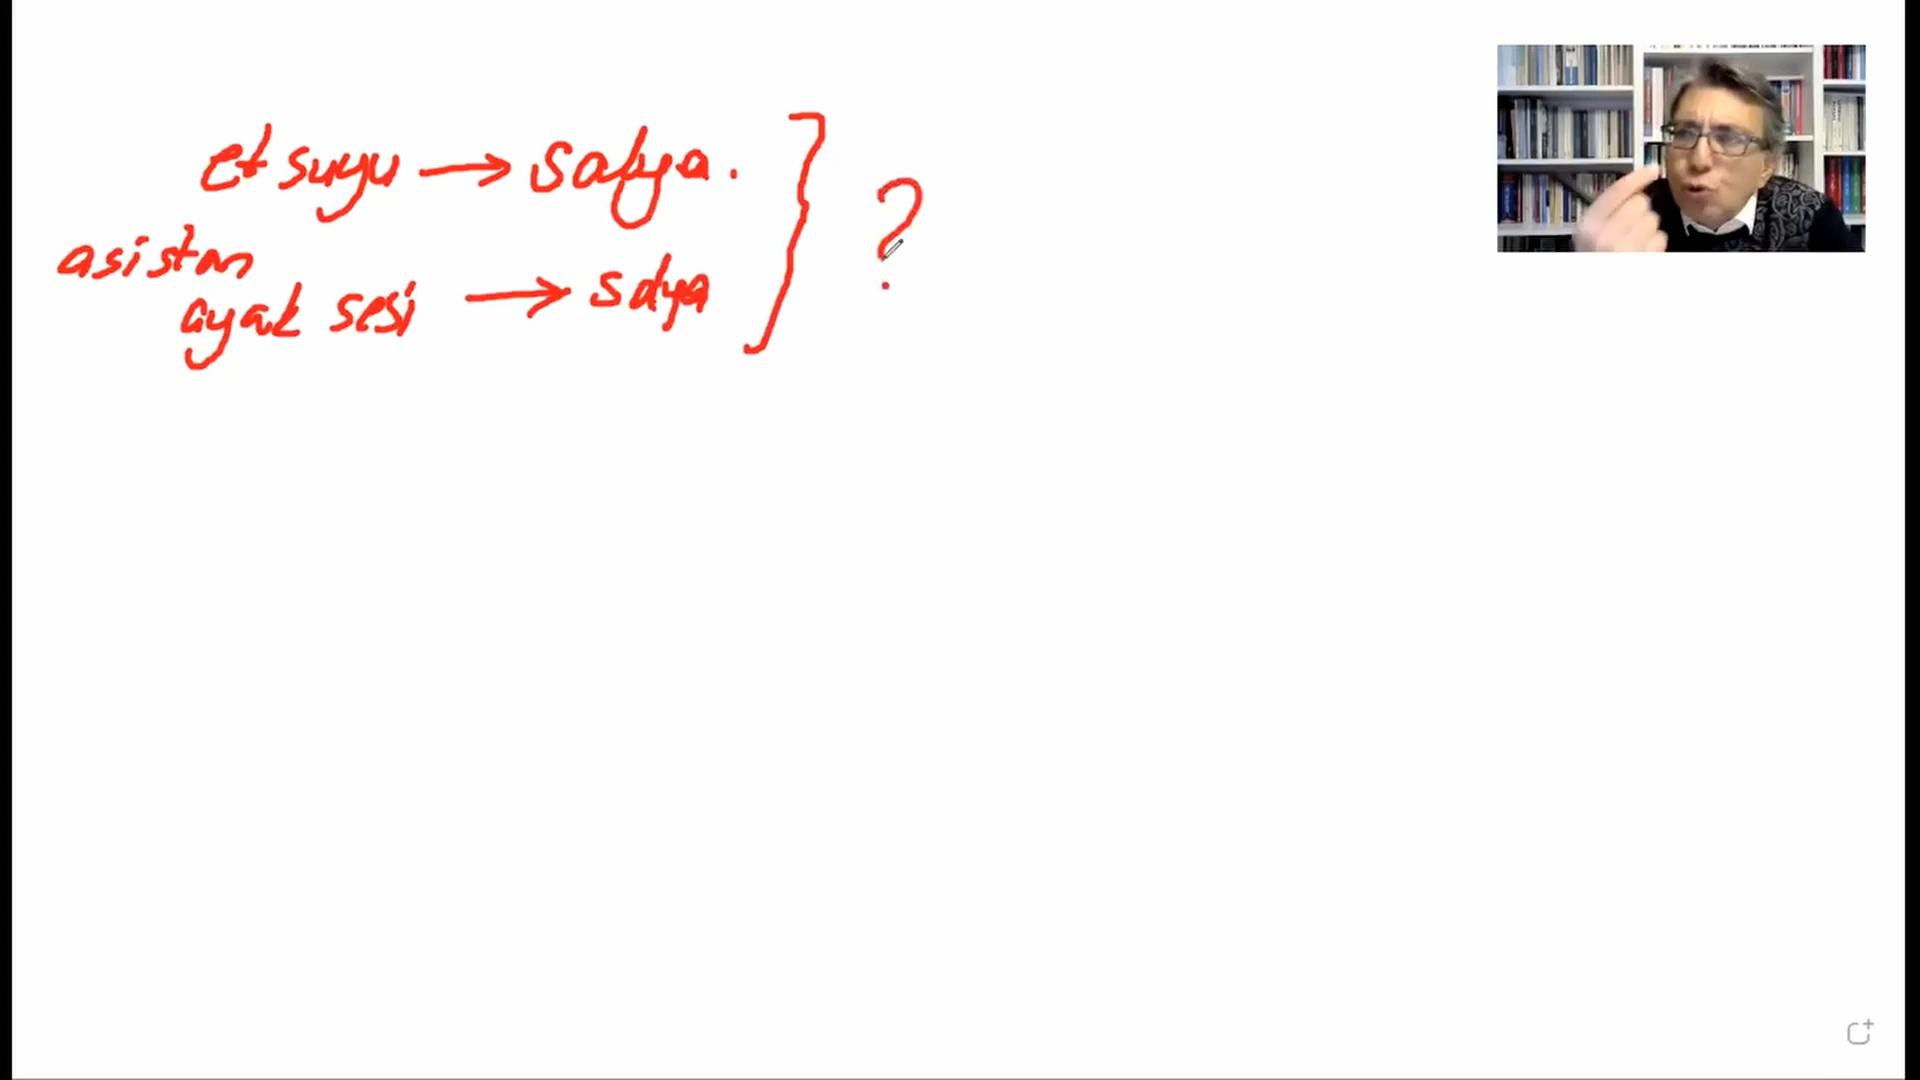 et suyu → salya.
asistan
ayak sesi → salya
?